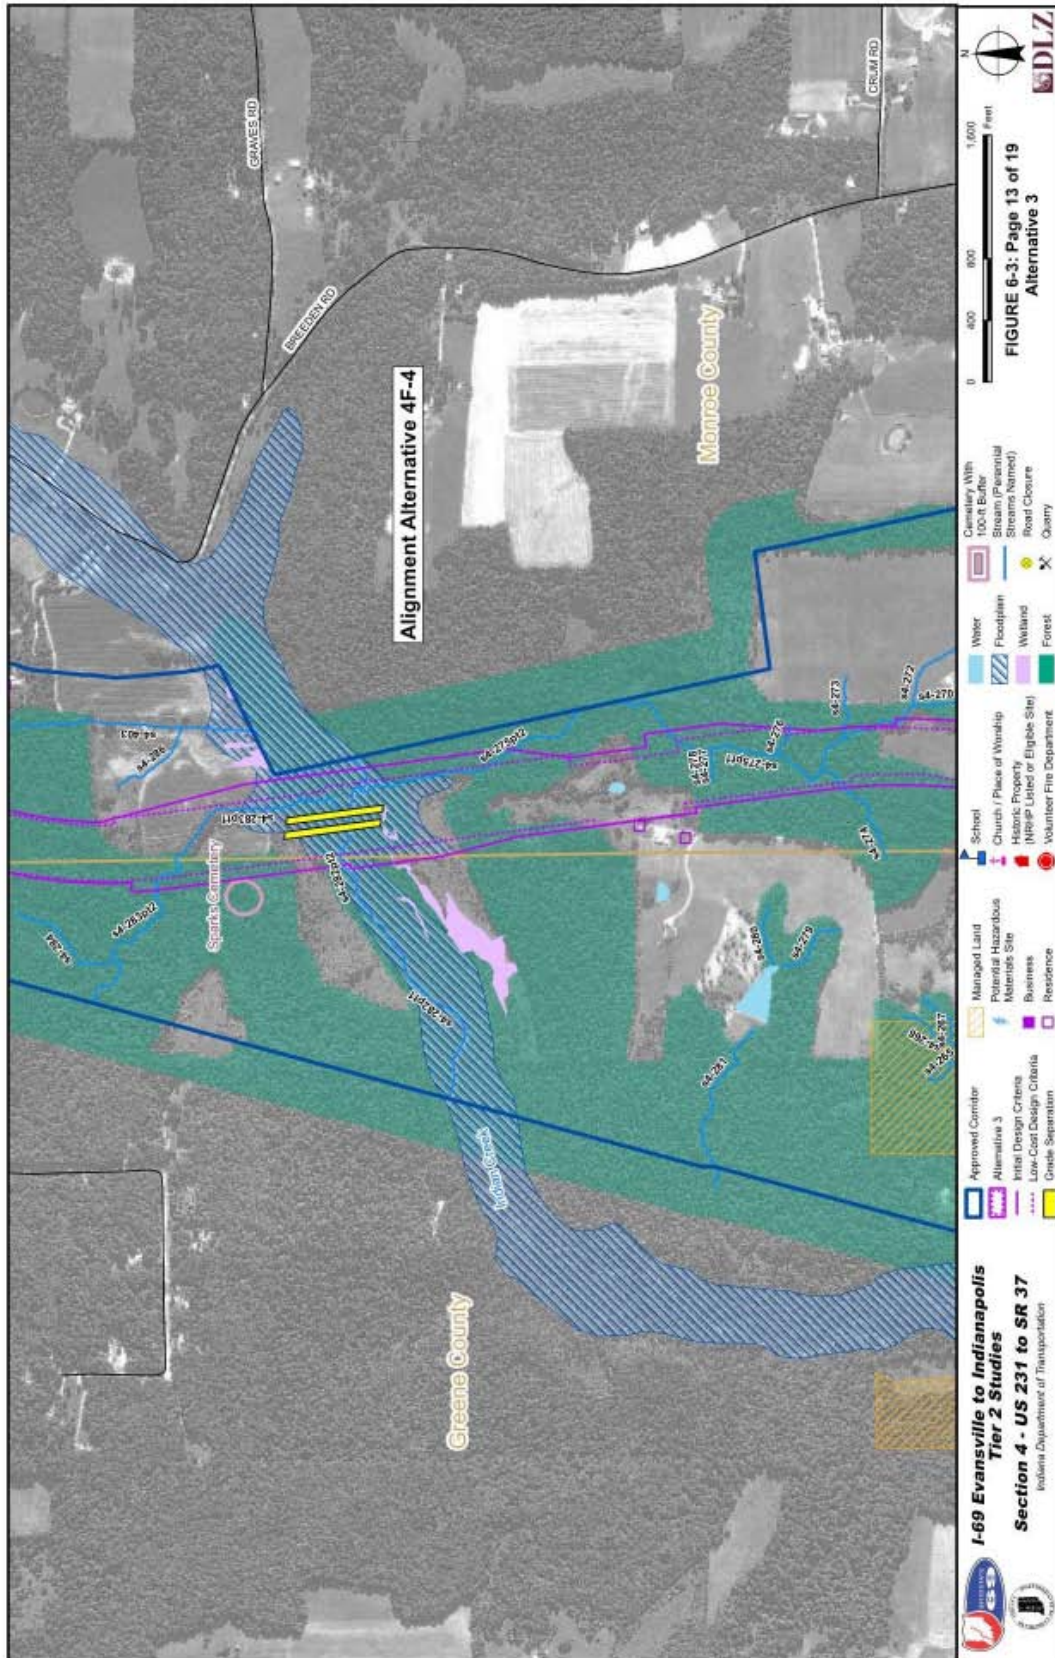 GRAVES RD
BREEDEN RD
CRUM RD
Alignment Alternative 4F-4
Monroe County
Greene County
Sparks Cemetery
Indian Creek
s4-284
s4-283pt2
s4-283pt1
s4-286
s4-403
s4-282pt2
s4-282pt1
s4-275pt2
s4-278
s4-277
s4-275pt1
s4-276
s4-273
s4-272
s4-270
s4-274
s4-280
s4-279
s4-281
s4-267
I-69 Evansville to Indianapolis
Tier 2 Studies
Section 4 - US 231 to SR 37
Indiana Department of Transportation
Approved Corridor
Alternative 3
Initial Design Criteria
Low-Cost Design Criteria
Grade Separation
Managed Land
Potential Hazardous
Materials Site
Business
Residence
School
Church / Place of Worship
Historic Property
(NRHP Listed or Eligible Site)
Volunteer Fire Department
Water
Floodplain
Wetland
Forest
Cemetery With
100-ft Buffer
Stream (Perennial
Streams Named)
Road Closure
Quarry
0 400 800 1,600
Feet
FIGURE 6-3: Page 13 of 19
Alternative 3
N
DLZ